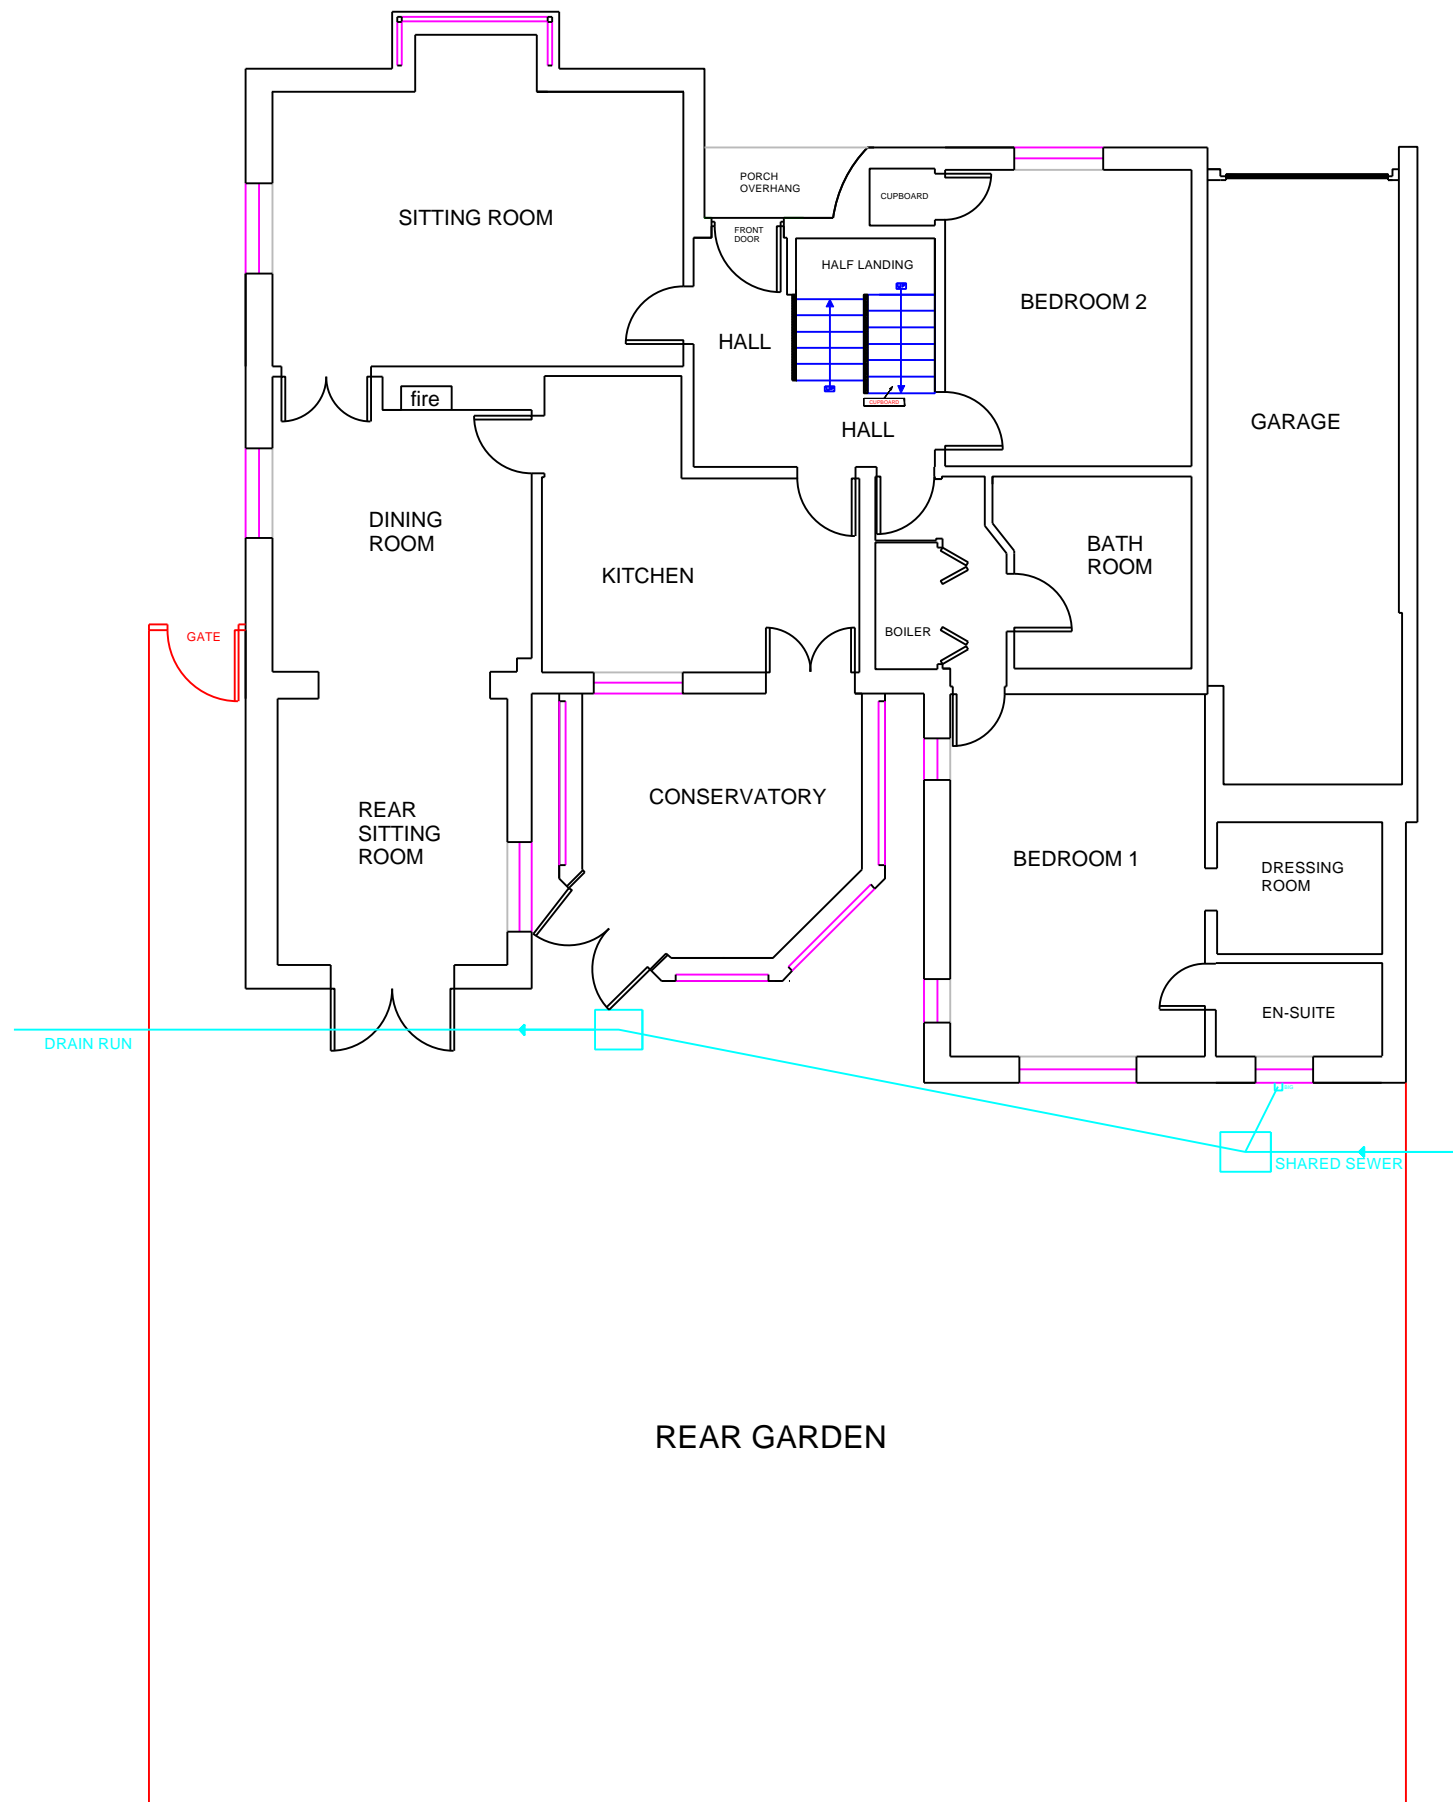 PORCH
OVERHANG
CUPBOARD
SITTING ROOM
FRONT
DOOR
HALF LANDING
BEDROOM 2
HALL
fire
CUPBOARD
HALL
GARAGE
DINING
ROOM
BATH
ROOM
KITCHEN
BOILER
GATE
CONSERVATORY
REAR
SITTING
ROOM
BEDROOM 1
DRESSING
ROOM
EN-SUITE
DRAIN RUN
SHARED SEWER
REAR GARDEN